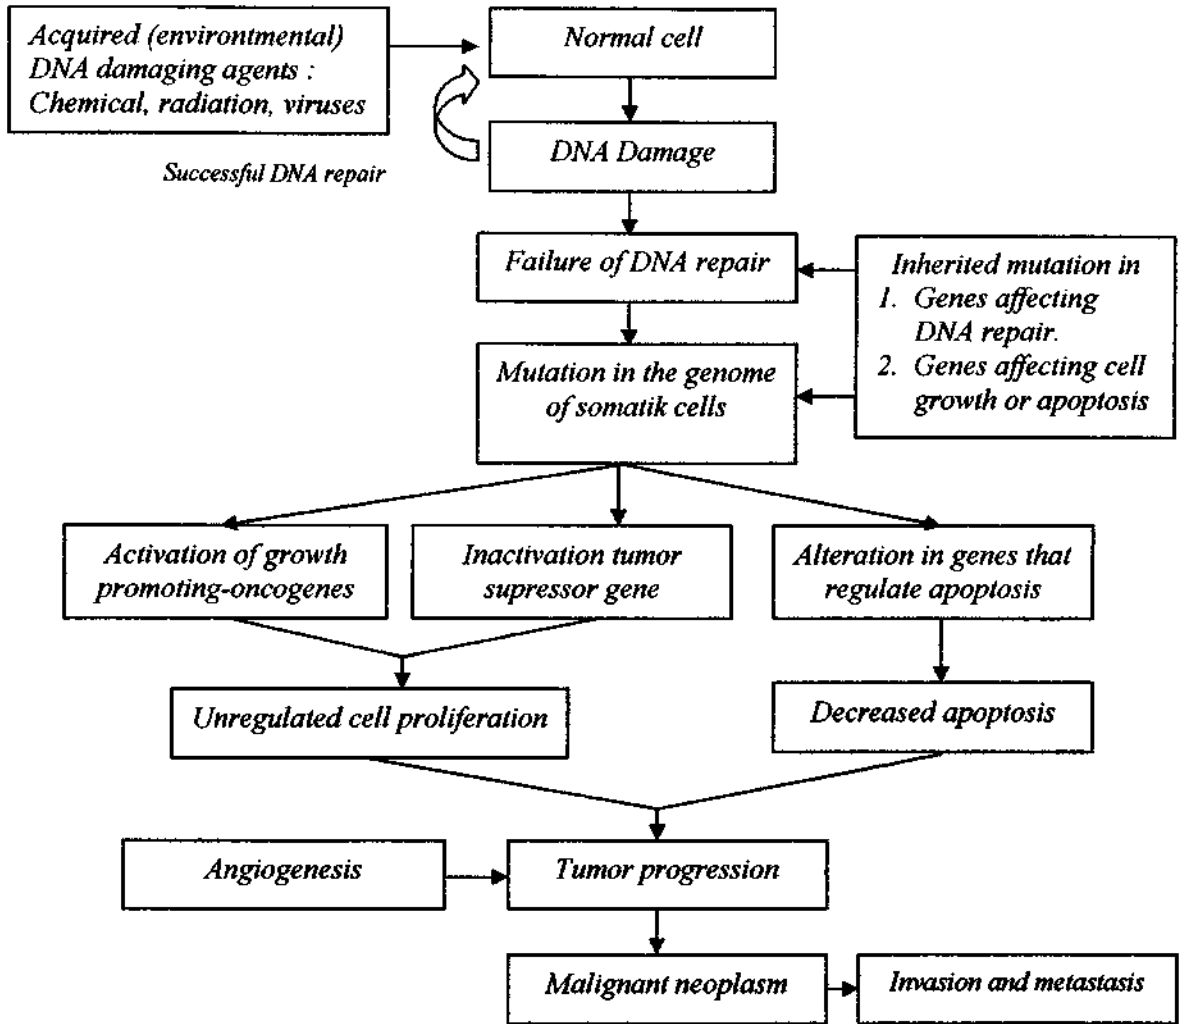 Acquired (environtmental)
DNA damaging agents :
Chemical, radiation, viruses
Normal cell
Successful DNA repair
DNA Damage
Failure of DNA repair
Inherited mutation in
1. Genes affecting
DNA repair.
2. Genes affecting cell
growth or apoptosis
Mutation in the genome
of somatik cells
Activation of growth
promoting-oncogenes
Inactivation tumor
supressor gene
Alteration in genes that
regulate apoptosis
Unregulated cell proliferation
Decreased apoptosis
Angiogenesis
Tumor progression
Malignant neoplasm
Invasion and metastasis